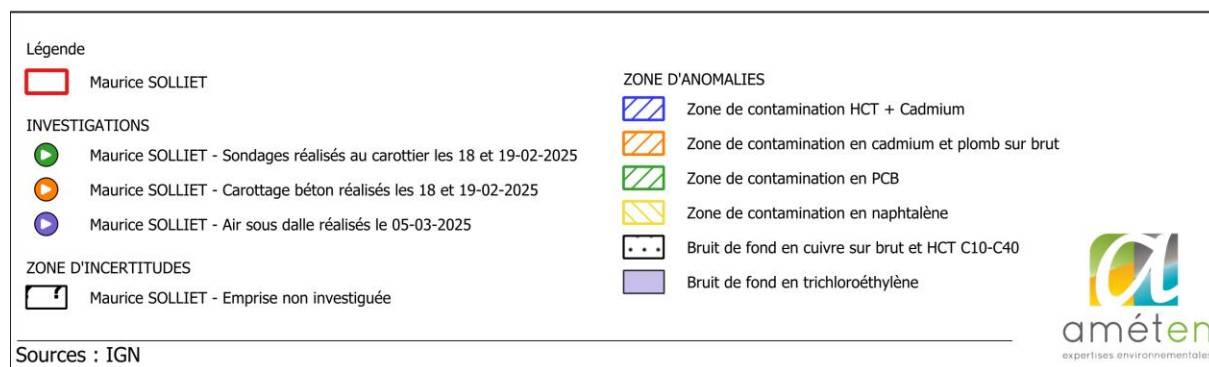 Légende
Maurice SOLLIET
INVESTIGATIONS
Maurice SOLLIET - Sondages réalisés au carottier les 18 et 19-02-2025
Maurice SOLLIET - Carottage béton réalisés les 18 et 19-02-2025
Maurice SOLLIET - Air sous dalle réalisés le 05-03-2025
ZONE D'INCERTITUDES
Maurice SOLLIET - Emprise non investiguée
ZONE D'ANOMALIES
Zone de contamination HCT + Cadmium
Zone de contamination en cadmium et plomb sur brut
Zone de contamination en PCB
Zone de contamination en naphtalène
Bruit de fond en cuivre sur brut et HCT C10-C40
Bruit de fond en trichloroéthylène
améten
expertises environnementales
Sources : IGN